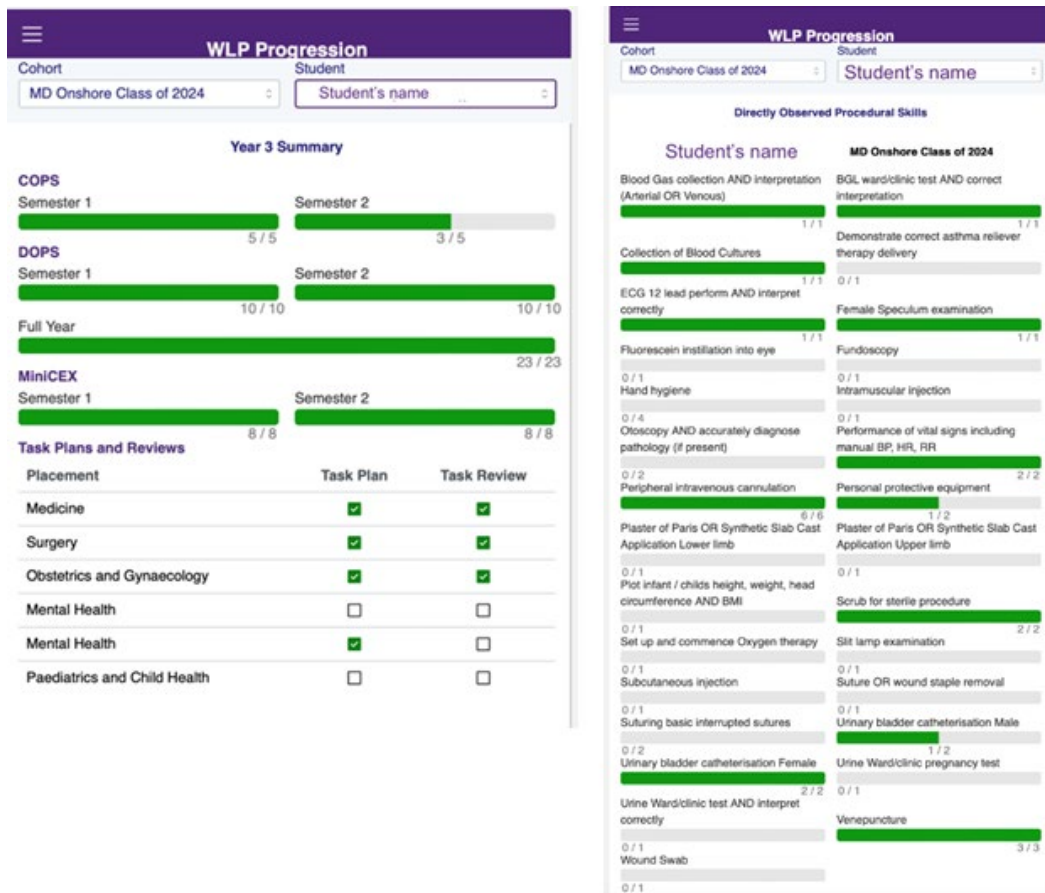 WLP Progression
Cohort
Student
MD Onshore Class of 2024
Student's name
Year 3 Summary
COPS
Semester 1
Semester 2
5 / 5
3 / 5
DOPS
Semester 1
Semester 2
10 / 10
10 / 10
Full Year
23 / 23
MiniCEX
Semester 1
Semester 2
8 / 8
8 / 8
Task Plans and Reviews
Placement
Task Plan
Task Review
Medicine
Surgery
Obstetrics and Gynaecology
Mental Health
Mental Health
Paediatrics and Child Health
WLP Progression
Cohort
Student
MD Onshore Class of 2024
Student's name
Directly Observed Procedural Skills
Student's name
MD Onshore Class of 2024
Blood Gas collection AND interpretation
(Arterial OR Venous)
1 / 1
BGL ward/clinic test AND correct
interpretation
1 / 1
Collection of Blood Cultures
1 / 1
Demonstrate correct asthma reliever
therapy delivery
0 / 1
ECG 12 lead perform AND interpret
correctly
1 / 1
Female Speculum examination
1 / 1
Fluorescein instillation into eye
0 / 1
Fundoscopy
0 / 1
Hand hygiene
0 / 4
Intramuscular injection
0 / 1
Otoscopy AND accurately diagnose
pathology (if present)
0 / 2
Performance of vital signs including
manual BP, HR, RR
2 / 2
Peripheral intravenous cannulation
6 / 6
Personal protective equipment
1 / 2
Plaster of Paris OR Synthetic Slab Cast
Application Lower limb
0 / 1
Plaster of Paris OR Synthetic Slab Cast
Application Upper limb
0 / 1
Plot infant / childs height, weight, head
circumference AND BMI
0 / 1
Scrub for sterile procedure
2 / 2
Set up and commence Oxygen therapy
0 / 1
Slit lamp examination
0 / 1
Subcutaneous injection
0 / 1
Suture OR wound staple removal
0 / 1
Suturing basic interrupted sutures
0 / 2
Urinary bladder catheterisation Male
1 / 2
Urinary bladder catheterisation Female
2 / 2
Urine Ward/clinic pregnancy test
0 / 1
Urine Ward/clinic test AND interpret
correctly
0 / 1
Venepuncture
3 / 3
Wound Swab
0 / 1